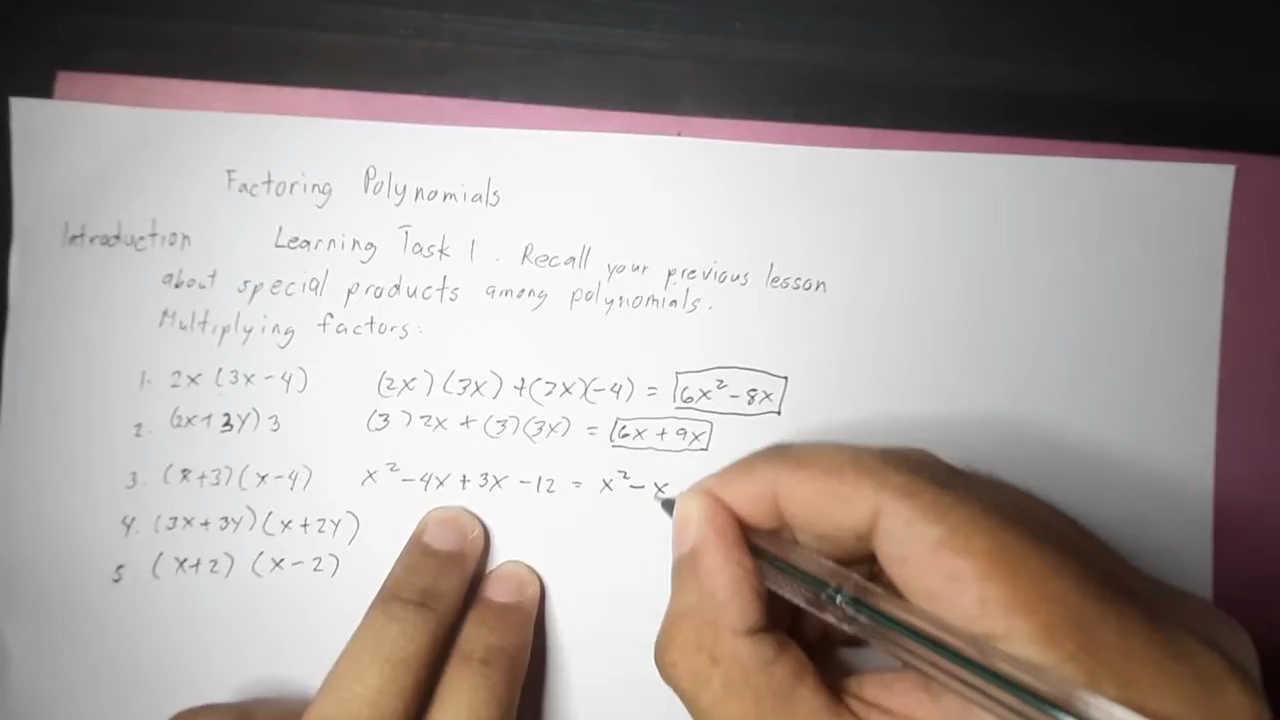 Factoring Polynomials
Introduction Learning Task 1. Recall your previous lesson
about special products among polynomials.
Multiplying factors:
1. 2x (3x-4) (2x)(3x)+(2x)(-4) = 6x²-8x
2. (2x+3y)3 (3)2x+(3)(3x) = 6x+9x
3. (x+3)(x-4) x²-4x+3x-12 = x²-x
4. (3x+3y)(x+2y)
5 (x+2) (x-2)